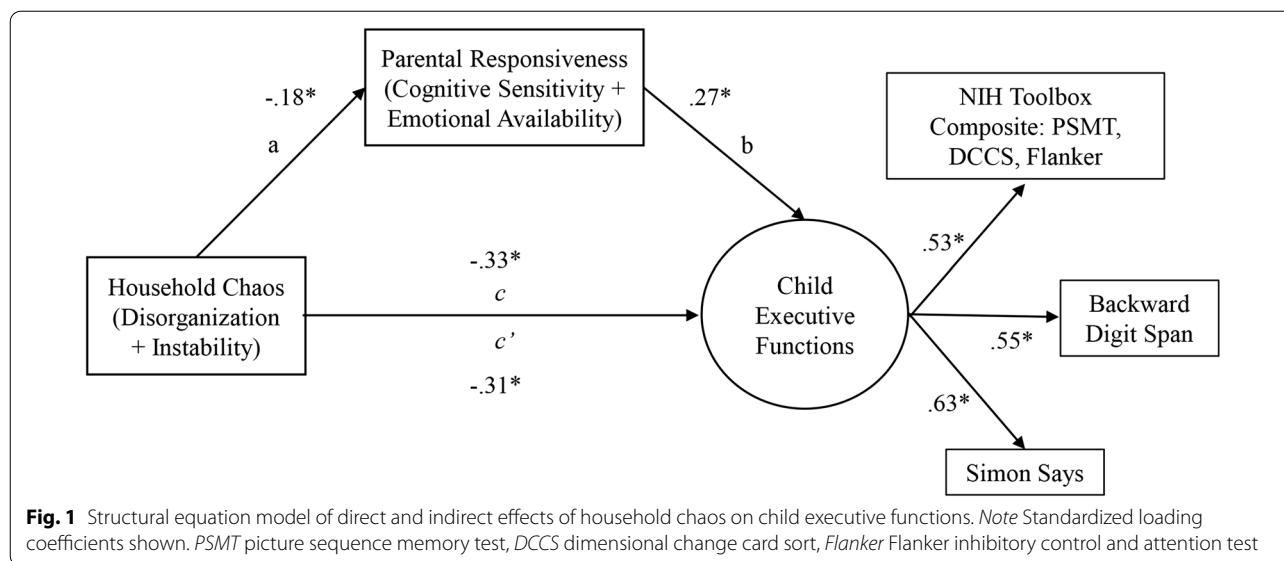 Parental Responsiveness
(Cognitive Sensitivity +
Emotional Availability)
-.18*
a
.27*
b
NIH Toolbox
Composite: PSMT,
DCCS, Flanker
Household Chaos
(Disorganization
+ Instability)
-.33*
c
c’
-.31*
Child
Executive
Functions
.53*
.55*
.63*
Backward
Digit Span
Simon Says
Fig. 1 Structural equation model of direct and indirect effects of household chaos on child executive functions. Note Standardized loading
coefficients shown. PSMT picture sequence memory test, DCCS dimensional change card sort, Flanker Flanker inhibitory control and attention test